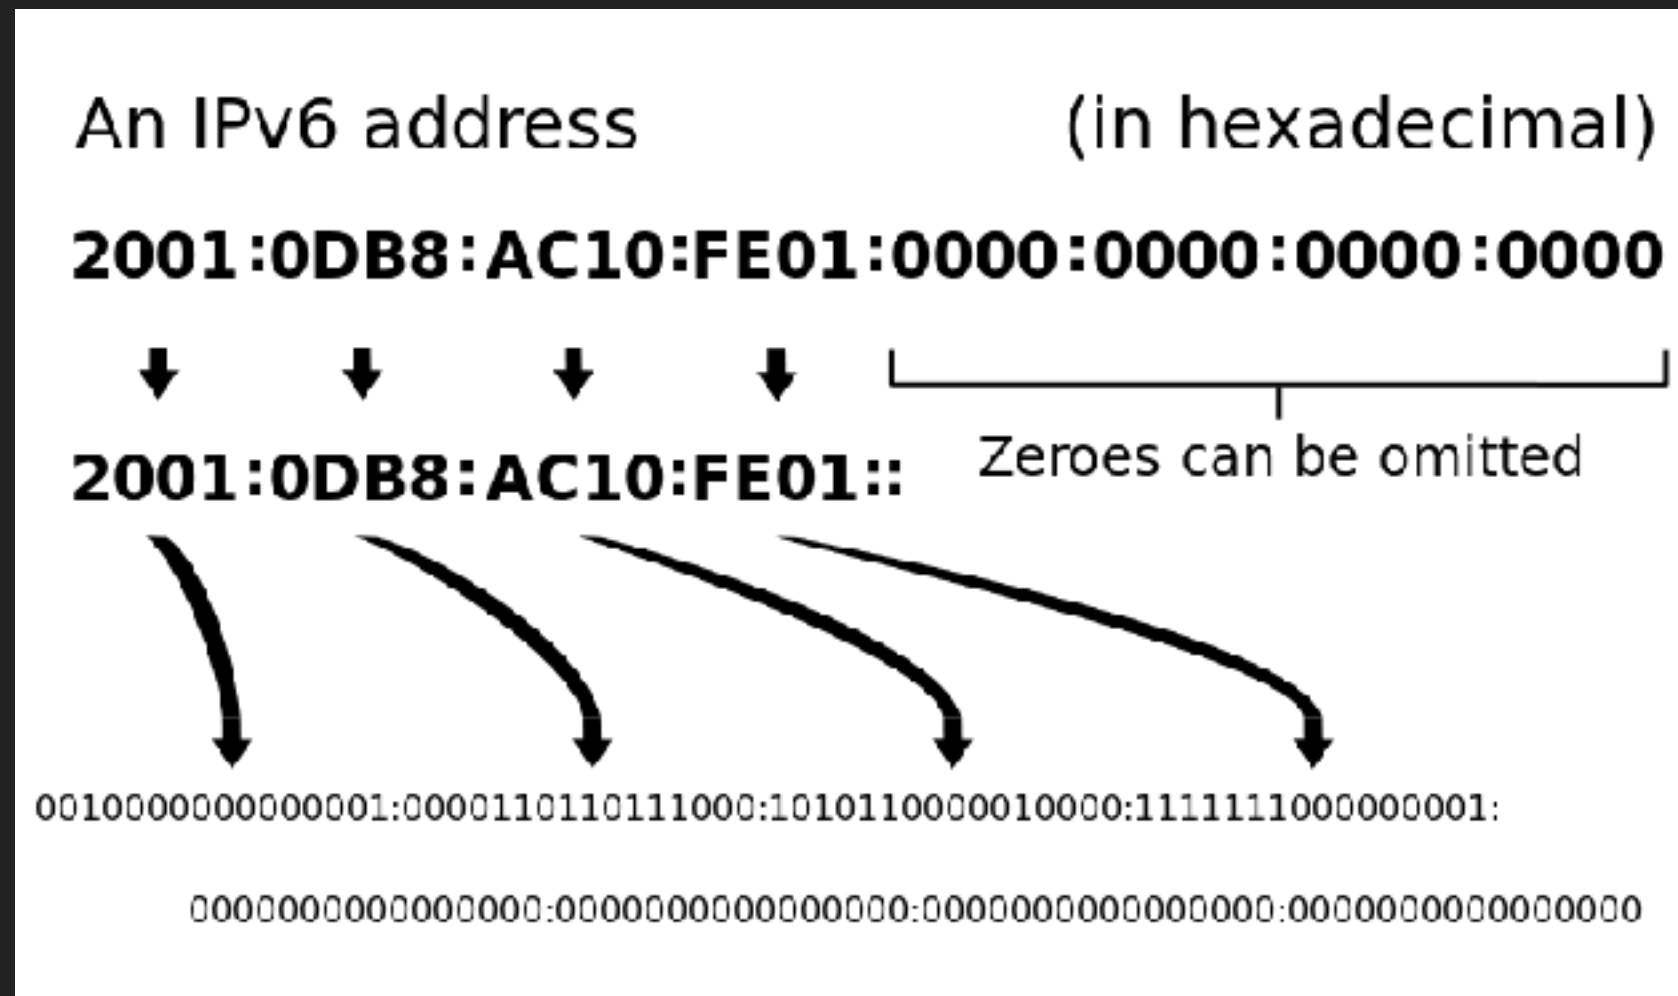 An IPv6 address (in hexadecimal)
2001:0DB8:AC10:FE01:0000:0000:0000:0000
2001:0DB8:AC10:FE01:: Zeroes can be omitted
0010000000000001:0000110110111000:1010110000010000:1111111000000001:
0000000000000000:0000000000000000:0000000000000000:0000000000000000